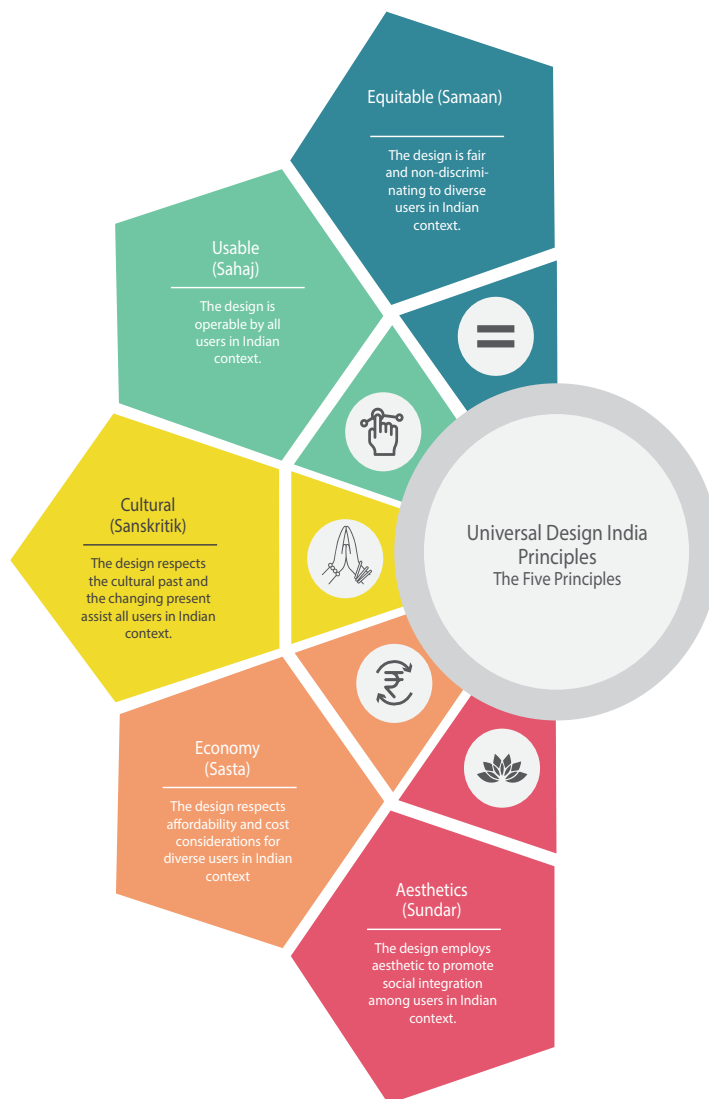 Equitable (Samaan)
The design is fair
and non-discrimi-
nating to diverse
users in Indian
context.
Usable
(Sahaj)
The design is
operable by all
users in Indian
context.
Cultural
(Sanskritik)
The design respects
the cultural past and
the changing present
assist all users in Indian
context.
Universal Design India
Principles
The Five Principles
Economy
(Sasta)
The design respects
affordability and cost
considerations for
diverse users in Indian
context
Aesthetics
(Sundar)
The design employs
aesthetic to promote
social integration
among users in Indian
context.